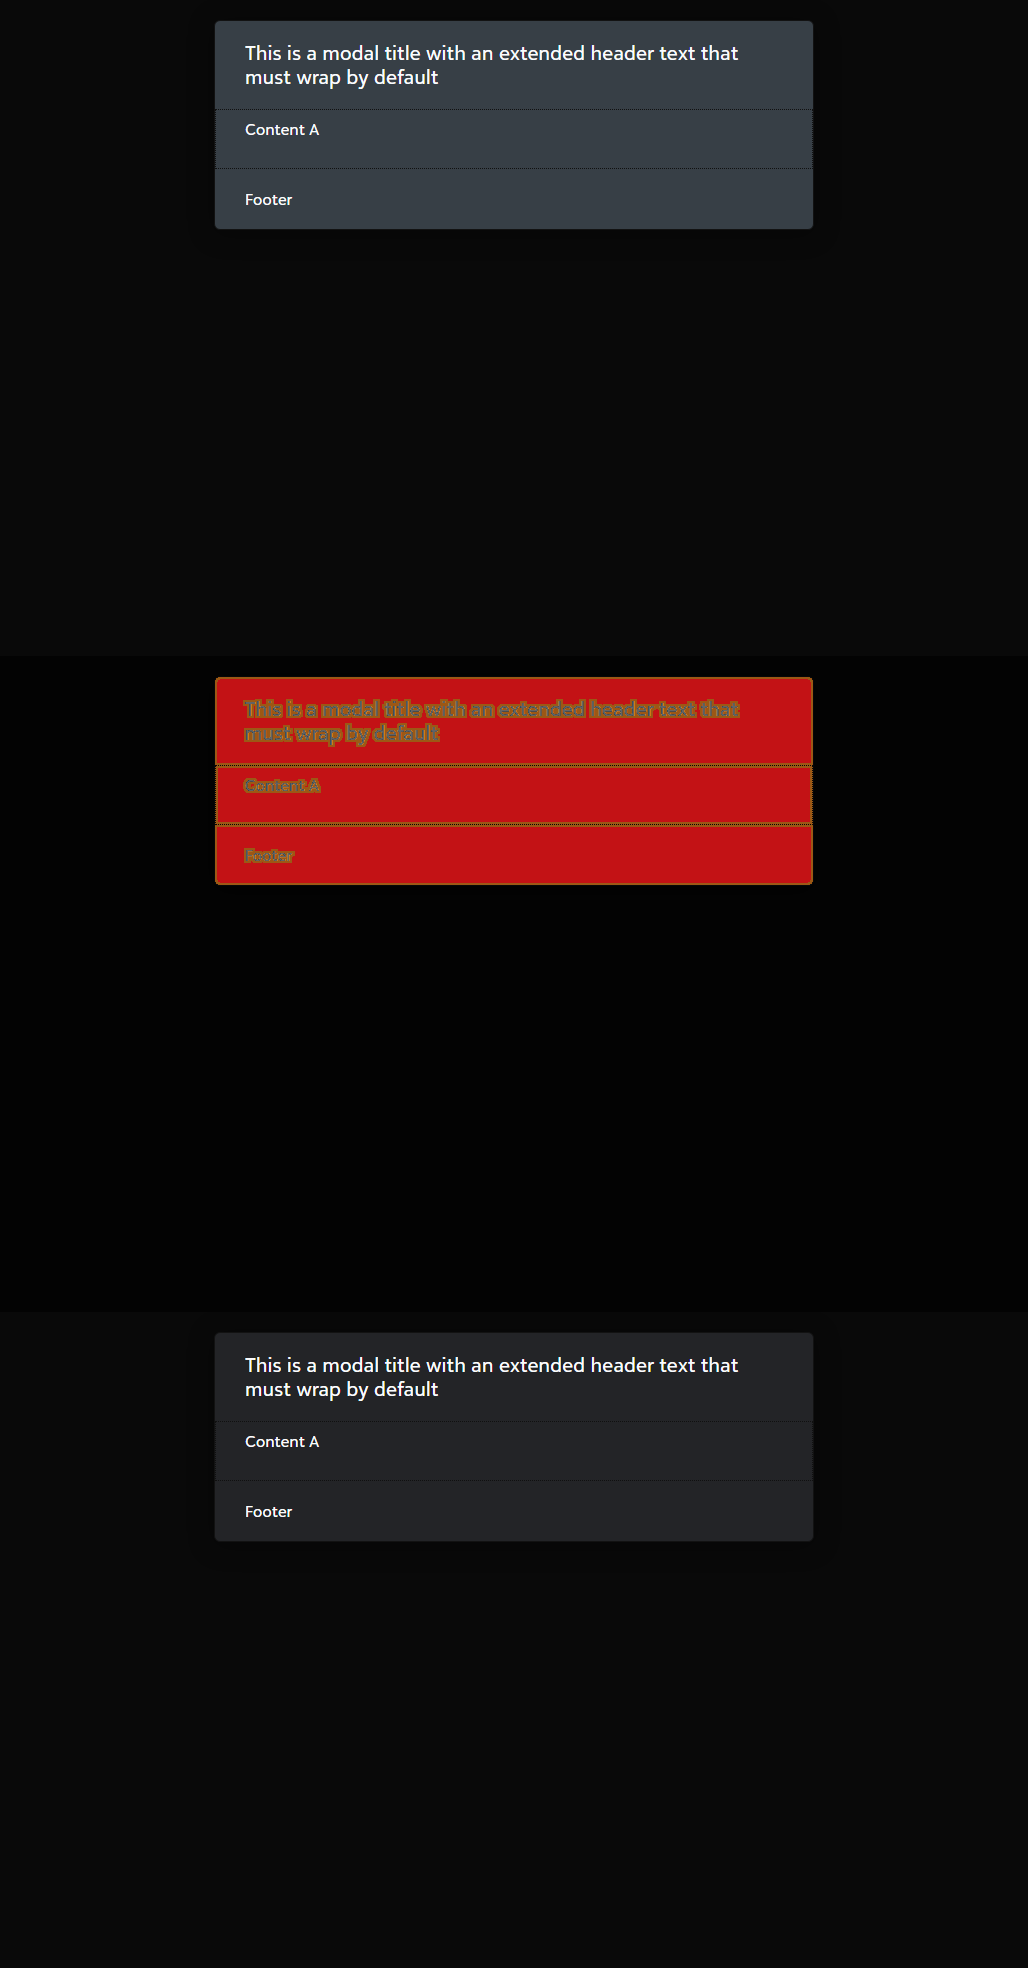 This is a modal title with an extended header text that
must wrap by default
Content A
Footer
This is a modal title with an extended header text that
must wrap by default
Content A
Footer
This is a modal title with an extended header text that
must wrap by default
Content A
Footer